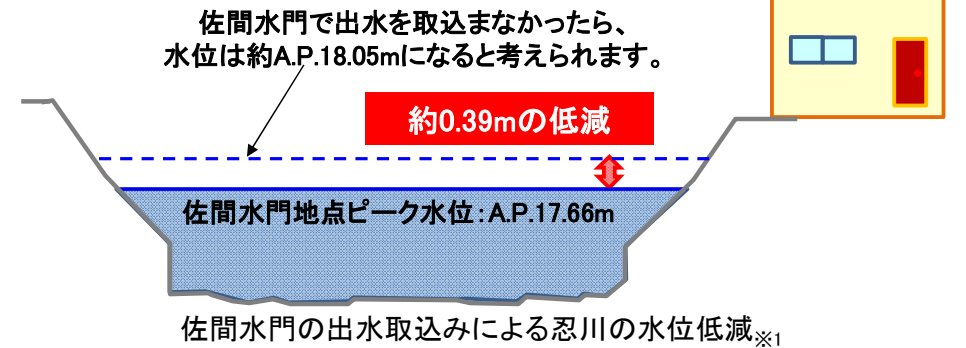 佐間水門で出水を取込まなかったら、
水位は約A.P.18.05mになると考えられます。
約0.39mの低減
佐間水門地点ピーク水位：A.P.17.66m
佐間水門の出水取込みによる忍川の水位低減※1